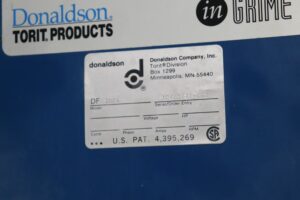 Donaldson.
TORIT. PRODUCTS
in GRIME
donaldson
Donaldson Company, Inc.
Torit® Division
Box 1299
Minneapolis, MN 55440
DF
Model
Serial/Order Entry
Voltage
HP
Phase
Amps
RPM
U.S. PAT. 4,395,269